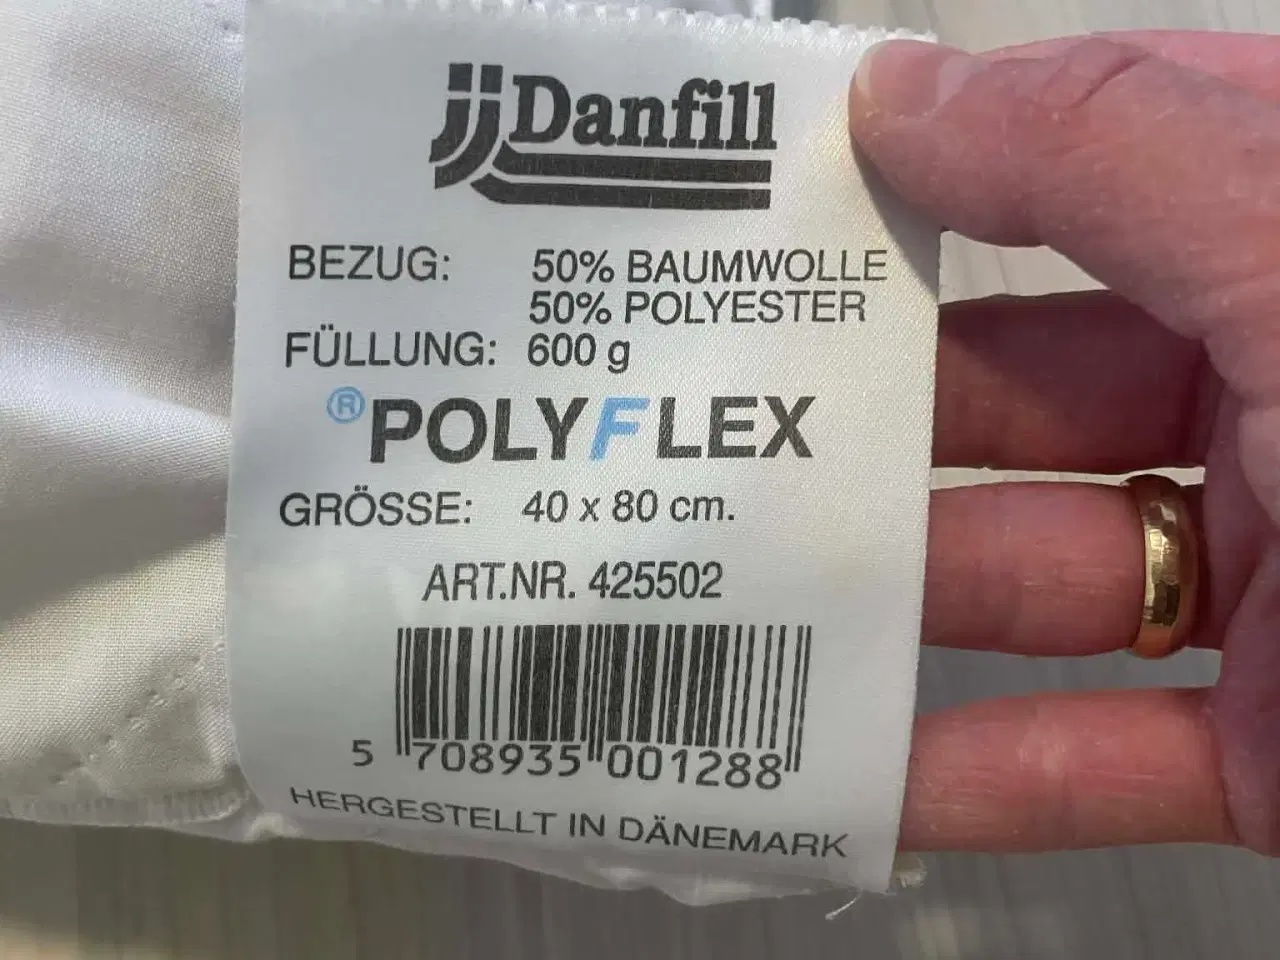 Danfill
BEZUG: 50% BAUMWOLLE
50% POLYESTER
FÜLLUNG: 600 g
®POLYFLEX
GRÖSSE: 40 x 80 cm.
ART.NR. 425502
5 708935 001288
HERGESTELLT IN DÄNEMARK